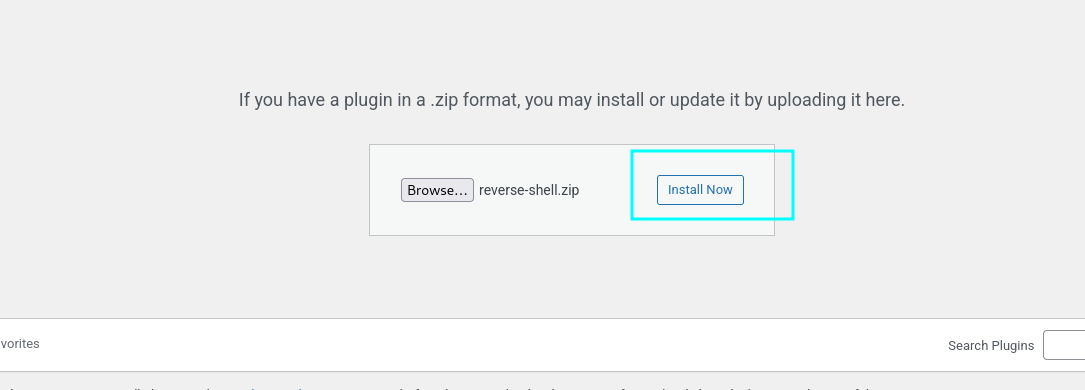 If you have a plugin in a .zip format, you may install or update it by uploading it here.
Browse... reverse-shell.zip Install Now
vorites Search Plugins